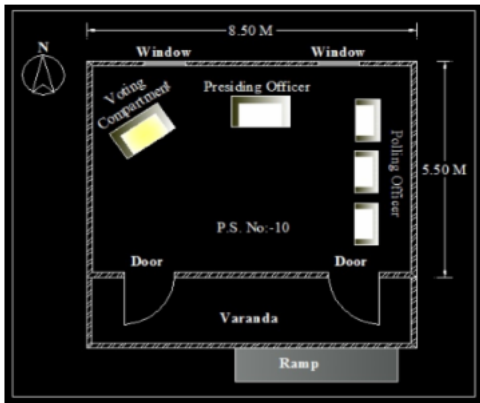 8.50 M
N
Window
Window
Voting
Compartment
Presiding Officer
Polling Officer
5.50 M
P.S. No:-10
Door
Door
Varanda
Ramp